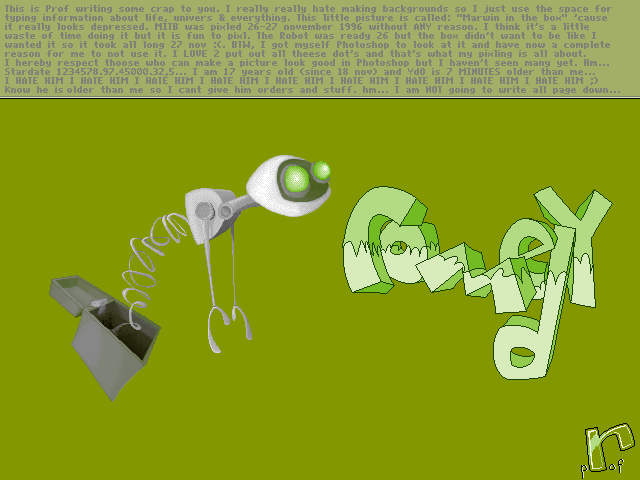 This is Prof writing some crap to you. I really really hate making backgrounds so I just use the space for
typing information about life, univers & everything. This little picture is called: "Marwin in the box" 'cause
it really looks depressed. MITB was pixled 26-27 november 1996 without ANY reason. I think it's a little
waste of time doing it but it is fun to pixl. The Robot was ready 26 but the box didn't want to be like I
wanted it so it took all long 27 nov :(. BTW, I got myself Photoshop to look at it and have now a complete
reason for me to not use it. I LOVE 2 put out all theese dot's and that's what my pixling is all about.
I hereby respect thoose who can make a picture look good in Photoshop but I haven't seen many yet. Hm...
Stardate 1234578.97.45000.32,5... I am 17 years old (since 18 nov) and YdO is 7 MINUTES older than me...
I HATE HIM I HATE HIM I HATE HIM I HATE HIM I HATE HIM I HATE HIM I HATE HIM I HATE HIM I HATE HIM ;)
Know he is older than me so I cant give him orders and stuff. hm... I am NOT going to write all page down...
Comedy
prof